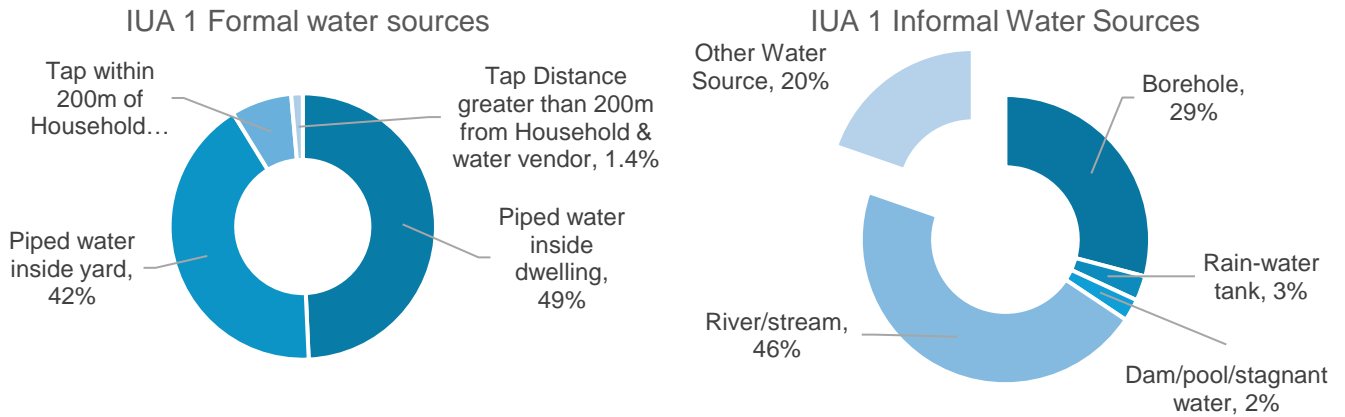 IUA 1 Formal water sources
Tap within
200m of
Household…
Tap Distance
greater than 200m
from Household &
water vendor, 1.4%
Piped water
inside yard,
42%
Piped water
inside
dwelling,
49%
IUA 1 Informal Water Sources
Other Water
Source, 20%
Borehole,
29%
Rain-water
tank, 3%
River/stream,
46%
Dam/pool/stagnant
water, 2%